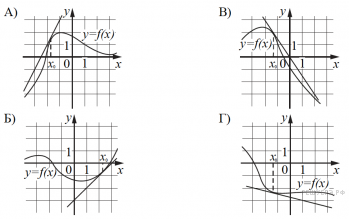 А)
y
y=f(x)
1
x₀ 0 1 x
В)
y
y=f(x)
1
x₀ 0 1 x
Б)
y
1
x₀
y=f(x) 0 1 x
Г)
y
1
x₀ 0 1 x
y=f(x)